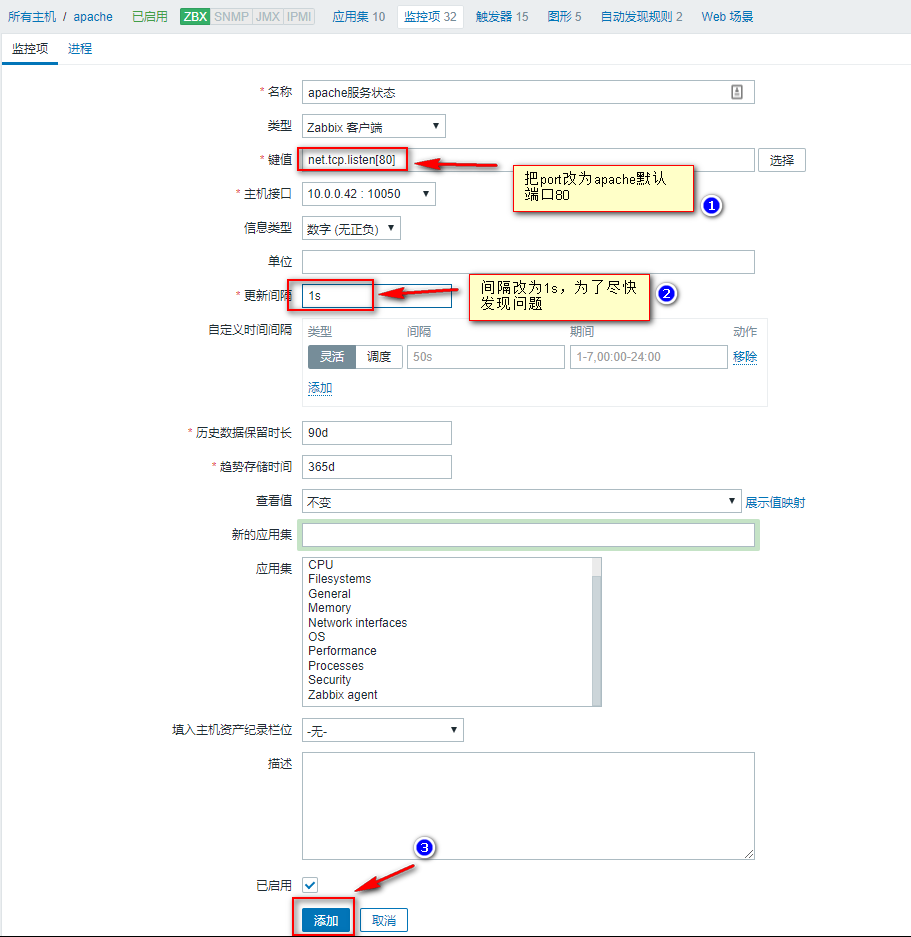 所有主机 / apache 已启用 ZBX SNMP JMX IPMI 应用集 10 监控项 32 触发器 15 图形 5 自动发现规则 2 Web 场景
监控项 进程
* 名称 apache服务状态
类型 Zabbix 客户端
* 键值 net.tcp.listen[80] 选择
把port改为apache默认
端口80
1
* 主机接口 10.0.0.42 : 10050
信息类型 数字 (无正负)
单位
* 更新间隔 1s
间隔改为1s，为了尽快
发现问题
2
自定义时间间隔 类型 间隔 期间 动作
灵活 调度 50s 1-7,00:00-24:00 移除
添加
* 历史数据保留时长 90d
* 趋势存储时间 365d
查看值 不变 展示值映射
新的应用集
应用集 CPU
Filesystems
General
Memory
Network interfaces
OS
Performance
Processes
Security
Zabbix agent
填入主机资产纪录栏位 -无-
描述
3
已启用
添加 取消